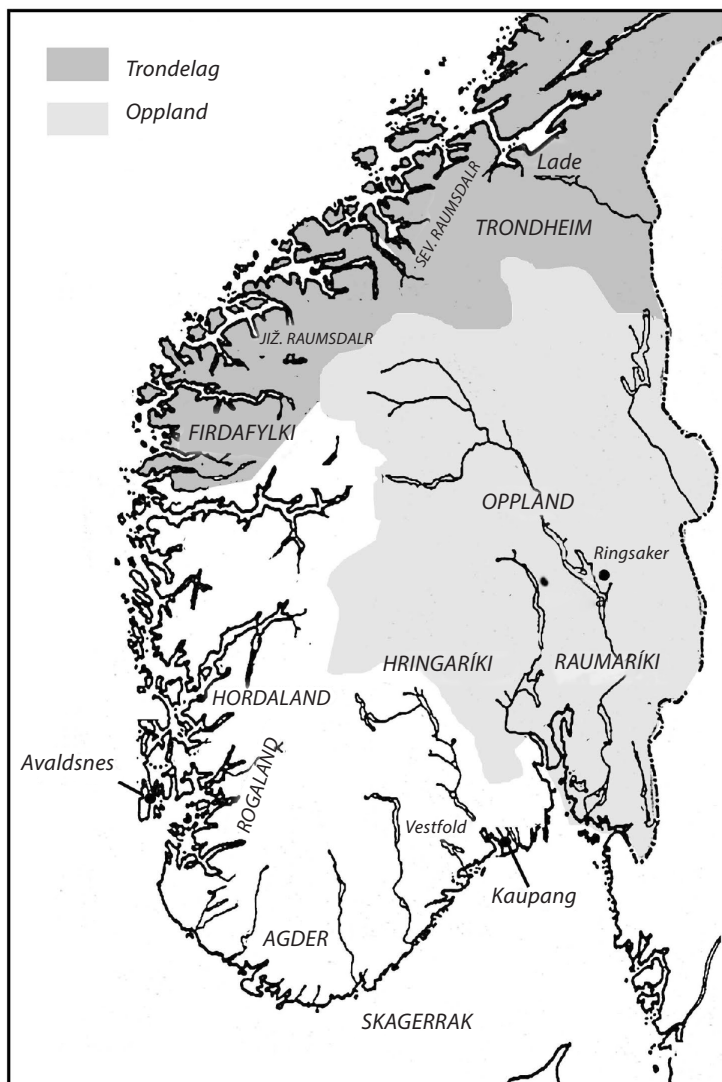 Trondelag
Oppland
Lade
SEV. RAUMSDALR
TRONDHEIM
JIŽ. RAUMSDALR
FIRDAFYLKI
OPPLAND
Ringsaker
HRINGARÍKI
RAUMARÍKI
HORDALAND
Avaldsnes
ROGALAND
Vestfold
Kaupang
AGDER
SKAGERRAK